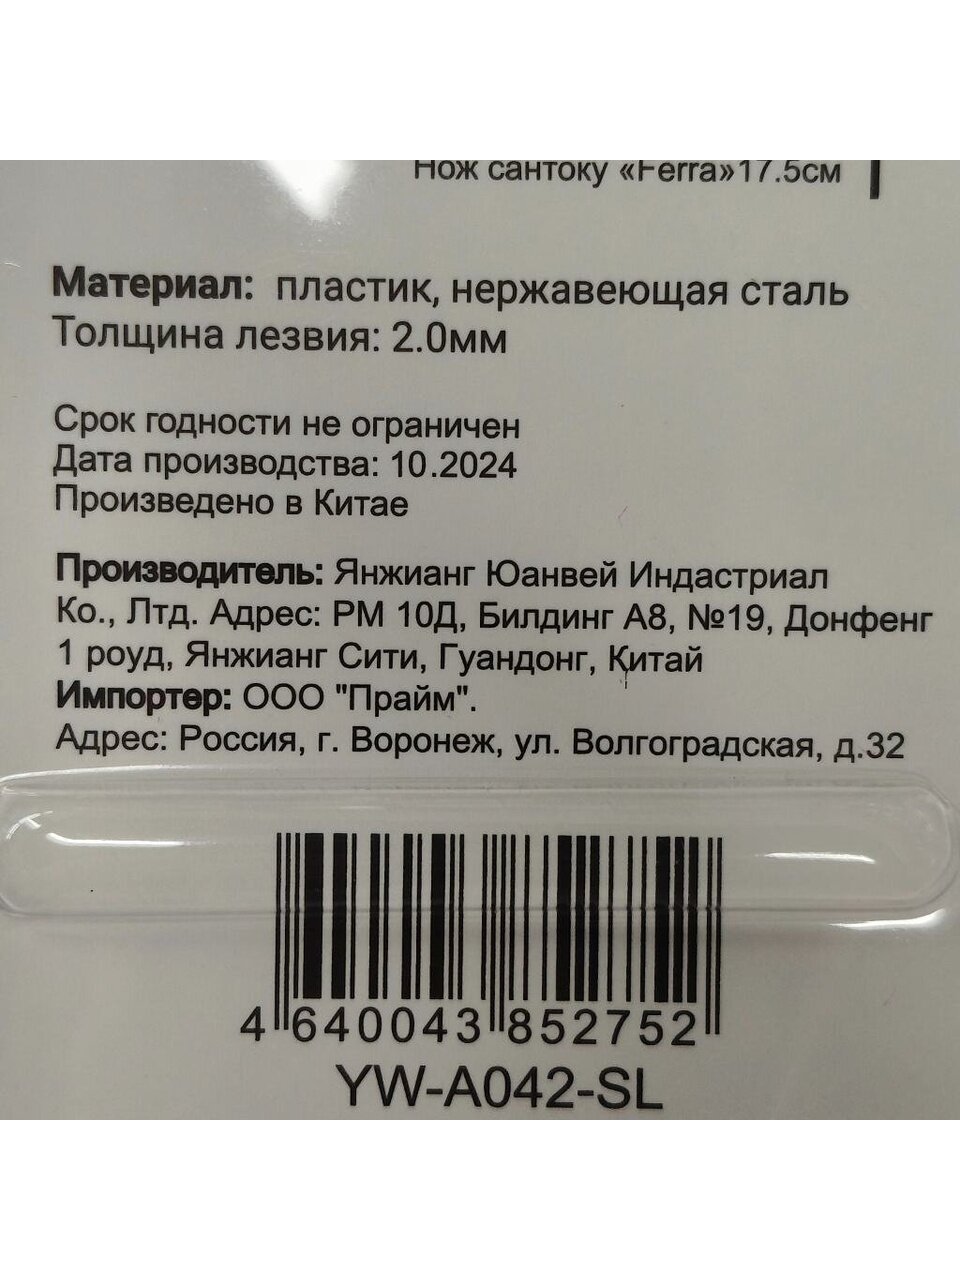 Нож сантоку «Ferra»17.5см
Материал: пластик, нержавеющая сталь
Толщина лезвия: 2.0мм
Срок годности не ограничен
Дата производства: 10.2024
Произведено в Китае
Производитель: Янжианг Юанвей Индастриал
Ко., Лтд. Адрес: РМ 10Д, Билдинг А8, №19, Донфенг
1 роуд, Янжианг Сити, Гуандонг, Китай
Импортер: ООО "Прайм".
Адрес: Россия, г. Воронеж, ул. Волгоградская, д.32
4 640043 852752
YW-A042-SL